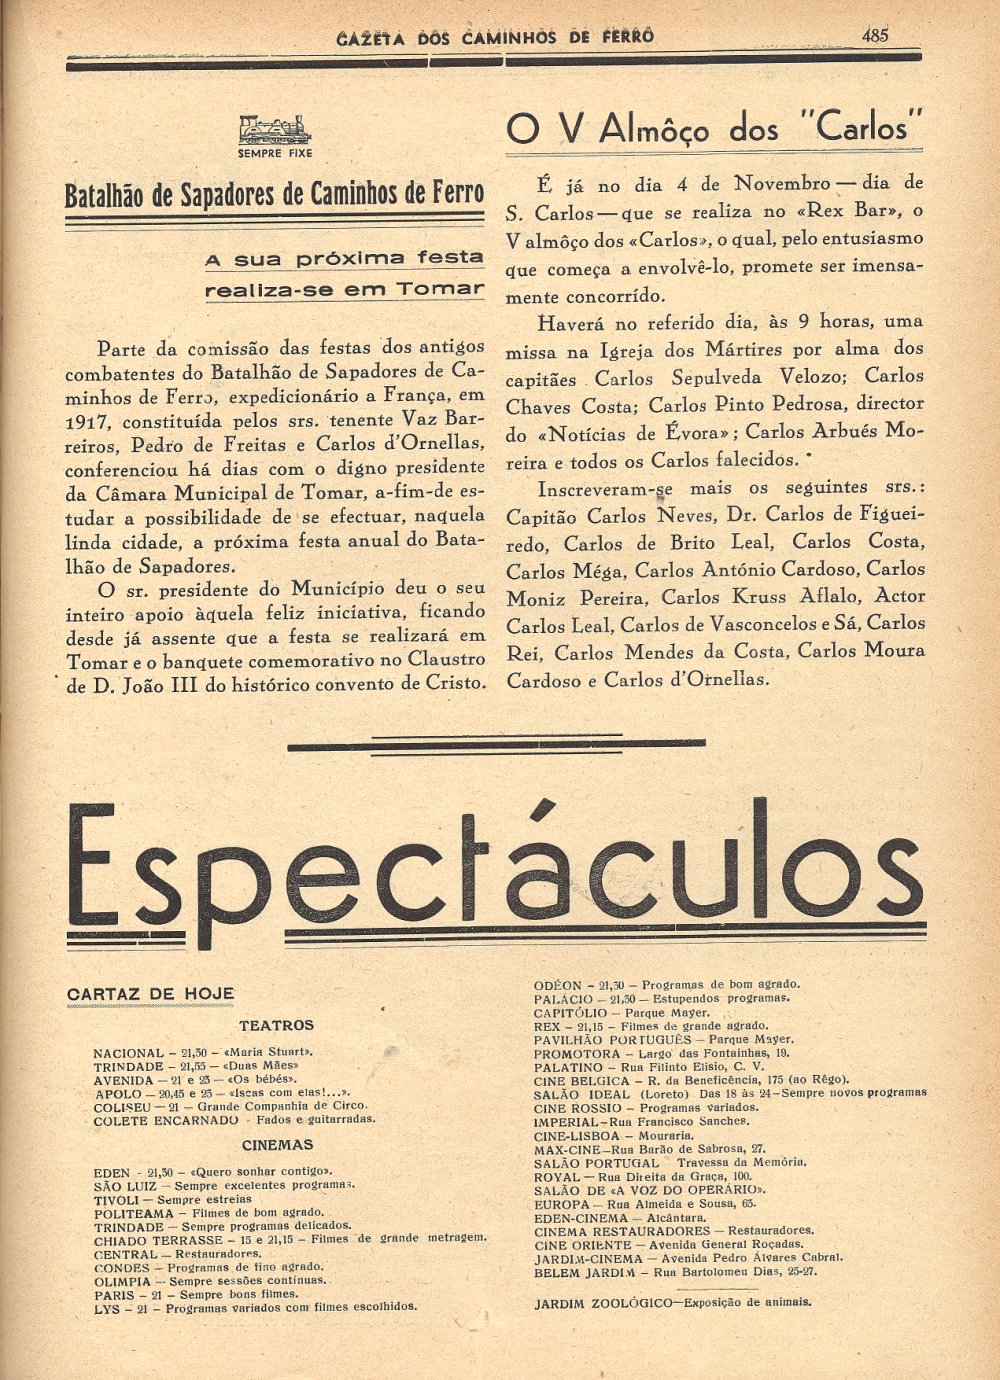 GAZETA DOS CAMINHOS DE FERRO
485
SEMPRE FIXE
Batalhão de Sapadores de Caminhos de Ferro
A sua próxima festa
realiza-se em Tomar
Parte da comissão das festas dos antigos
combatentes do Batalhão de Sapadores de Ca-
minhos de Ferro, expedicionário a França, em
1917, constituída pelos srs. tenente Vaz Bar-
reiros, Pedro de Freitas e Carlos d'Ornellas,
conferenciou há dias com o digno presidente
da Câmara Municipal de Tomar, a-fim-de es-
tudar a possibilidade de se efectuar, naquela
linda cidade, a próxima festa anual do Bata-
lhão de Sapadores.
O sr. presidente do Município deu o seu
inteiro apoio àquela feliz iniciativa, ficando
desde já assente que a festa se realizará em
Tomar e o banquete comemorativo no Claustro
de D. João III do histórico convento de Cristo.
O V Almôço dos "Carlos"
É já no dia 4 de Novembro — dia de
S. Carlos — que se realiza no «Rex Bar», o
V almôço dos «Carlos», o qual, pelo entusiasmo
que começa a envolvê-lo, promete ser imensa-
mente concorrído.
Haverá no referido dia, às 9 horas, uma
missa na Igreja dos Mártires por alma dos
capitães Carlos Sepulveda Velozo; Carlos
Chaves Costa; Carlos Pinto Pedrosa, director
do «Notícias de Évora»; Carlos Arbués Mo-
reira e todos os Carlos falecidos.
Inscreveram-se mais os seguintes srs.:
Capitão Carlos Neves, Dr. Carlos de Figuei-
redo, Carlos de Brito Leal, Carlos Costa,
Carlos Méga, Carlos António Cardoso, Carlos
Moniz Pereira, Carlos Kruss Aflalo, Actor
Carlos Leal, Carlos de Vasconcelos e Sá, Carlos
Rei, Carlos Mendes da Costa, Carlos Moura
Cardoso e Carlos d'Ornellas.
Espectáculos
CARTAZ DE HOJE
TEATROS
NACIONAL — 21,30 — «Maria Stuart».
TRINDADE — 21,55 — «Duas Mães»
AVENIDA — 21 e 23 — «Os bébés».
APOLO — 20,45 e 23 — «Iscas com elas!...».
COLISEU — 21 — Grande Companhia de Circo.
COLETE ENCARNADO - Fados e guitarradas.
CINEMAS
EDEN - 21,30 — «Quero sonhar contigo».
SÃO LUIZ — Sempre excelentes programas.
TIVOLI — Sempre estreias
POLITEAMA — Filmes de bom agrado.
TRINDADE — Sempre programas delicados.
CHIADO TERRASSE - 15 e 21,15 - Filmes de grande metragem.
CENTRAL — Restauradores.
CONDES — Programas de fino agrado.
OLIMPIA — Sempre sessões contínuas.
PARIS — 21 — Sempre bons filmes.
LYS — 21 — Programas variados com filmes escolhidos.
ODÉON — 21,30 — Programas de bom agrado.
PALÁCIO — 21,30 — Estupendos programas.
CAPITÓLIO — Parque Mayer.
REX — 21,15 — Filmes de grande agrado.
PAVILHÃO PORTUGUÊS — Parque Mayer.
PROMOTORA — Largo das Fontainhas, 19.
PALATINO — Rua Filinto Elisio, C. V.
CINE BELGICA — R. da Beneficência, 175 (ao Rêgo).
SALÃO IDEAL (Loreto) Das 18 às 24—Sempre novos programas
CINE ROSSIO — Programas variados.
IMPERIAL—Rua Francisco Sanches.
CINE-LISBOA — Mouraria.
MAX-CINE—Rua Barão de Sabrosa, 27.
SALÃO PORTUGAL Travessa da Memória.
ROYAL — Rua Direita da Graça, 100.
SALÃO DE «A VOZ DO OPERÁRIO».
EUROPA — Rua Almeida e Sousa, 65.
EDEN-CINEMA — Alcântara.
CINEMA RESTAURADORES — Restauradores.
CINE ORIENTE — Avenida General Roçadas.
JARDIM-CINEMA — Avenida Pedro Álvares Cabral.
BELEM JARDIM — Rua Bartolomeu Dias, 25-27.
JARDIM ZOOLÓGICO—Exposição de animais.